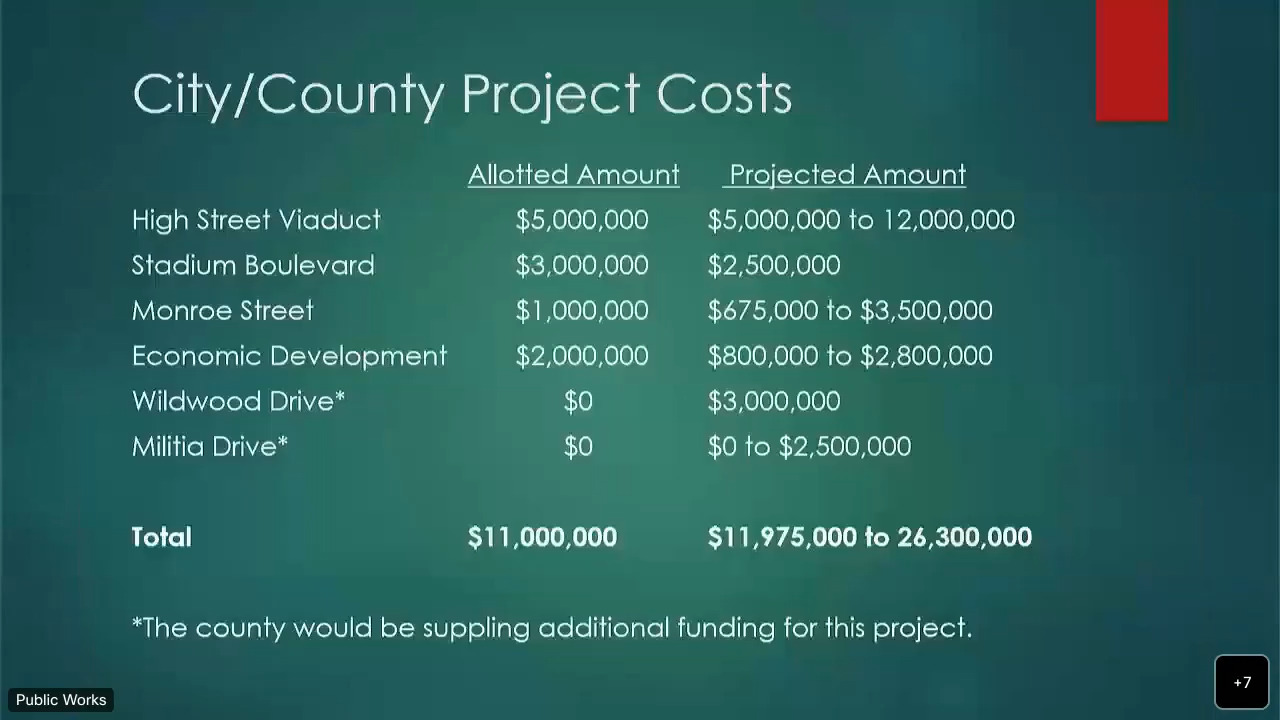 City/County Project Costs
Allotted Amount Projected Amount
High Street Viaduct $5,000,000 $5,000,000 to 12,000,000
Stadium Boulevard $3,000,000 $2,500,000
Monroe Street $1,000,000 $675,000 to $3,500,000
Economic Development $2,000,000 $800,000 to $2,800,000
Wildwood Drive* $0 $3,000,000
Militia Drive* $0 $0 to $2,500,000
Total $11,000,000 $11,975,000 to 26,300,000
*The county would be suppling additional funding for this project.
Public Works
+7